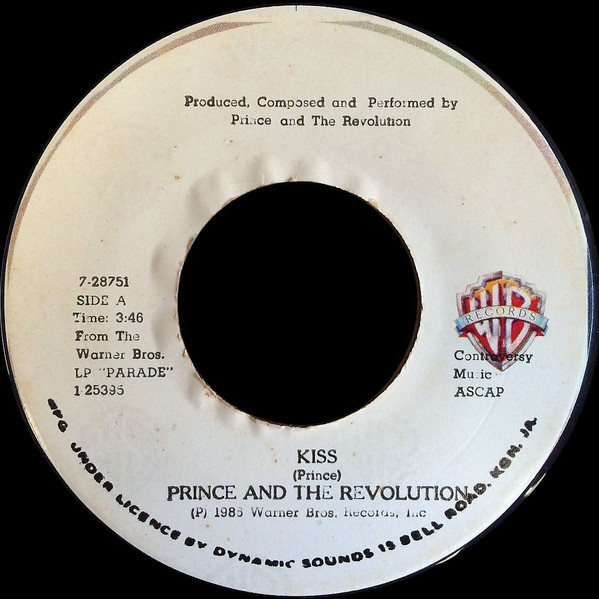 Produced, Composed and Performed by
Prince and The Revolution
7-28751
SIDE A
Time: 3:46
From The
Warner Bros.
LP "PARADE"
1-25395
WB
RECORDS
Controversy
Music
ASCAP
KISS
(Prince)
PRINCE AND THE REVOLUTION
(P) 1986 Warner Bros. Records, Inc
MFG. UNDER LICENCE BY DYNAMIC SOUNDS 15 BELL ROAD. KGN. JA